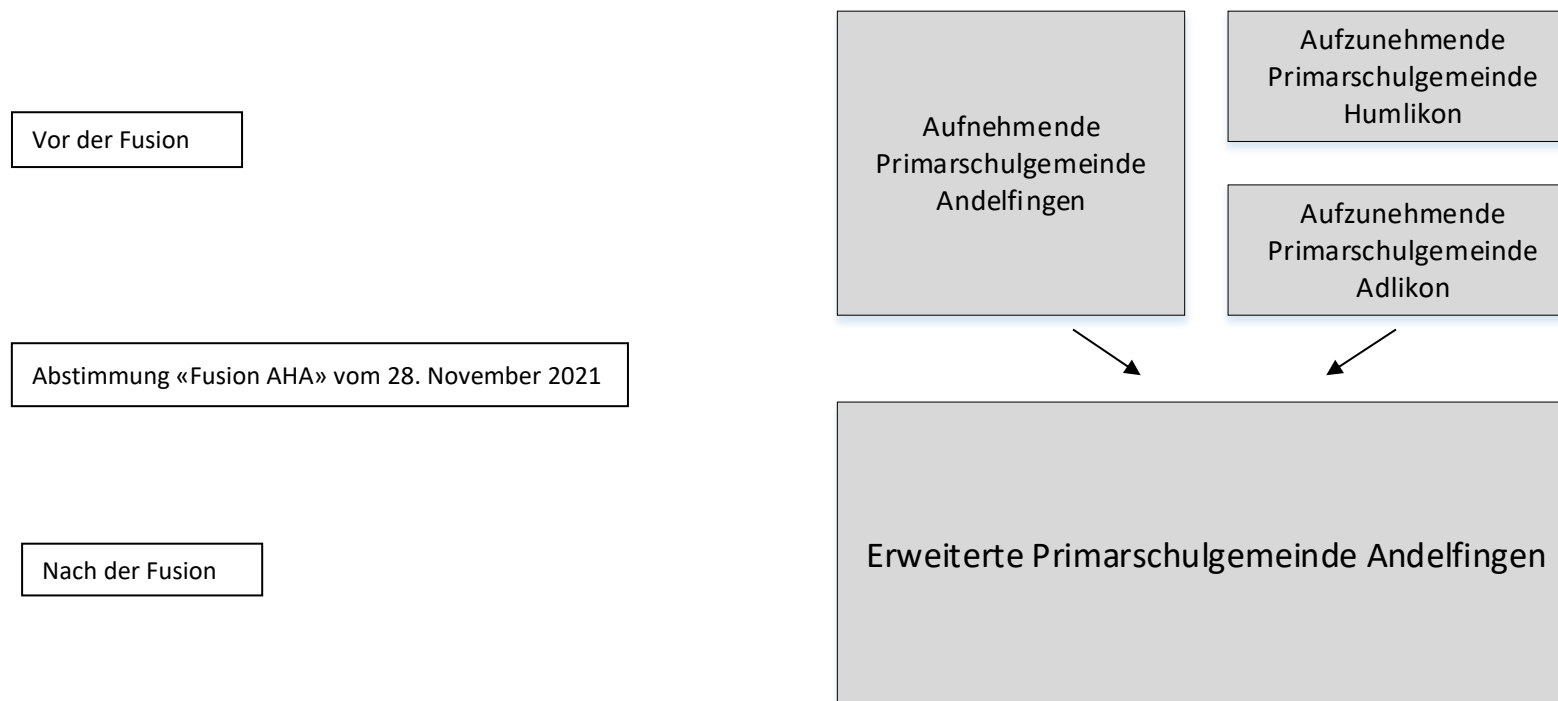 Vor der Fusion
Aufnehmende
Primarschulgemeinde
Andelfingen
Aufzunehmende
Primarschulgemeinde
Humlikon
Aufzunehmende
Primarschulgemeinde
Adlikon
Abstimmung «Fusion AHA» vom 28. November 2021
Nach der Fusion
Erweiterte Primarschulgemeinde Andelfingen